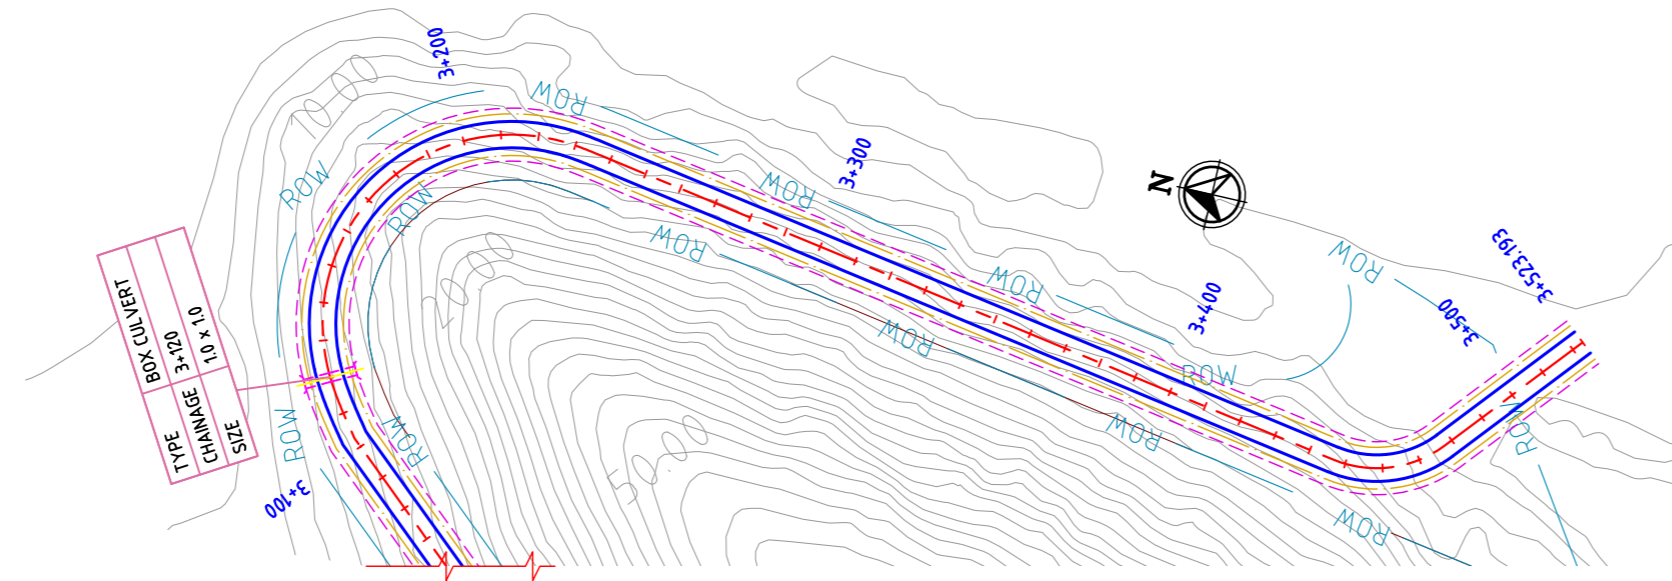 3+200
ROW
3+300
ROW
ROW
ROW
N
ROW
ROW
3+523.193
ROW
ROW
3+400
3+500
TYPE BOX CULVERT
CHAINAGE 3+120
SIZE 1.0 x 1.0
ROW
ROW
ROW
ROW
ROW
ROW
3+100